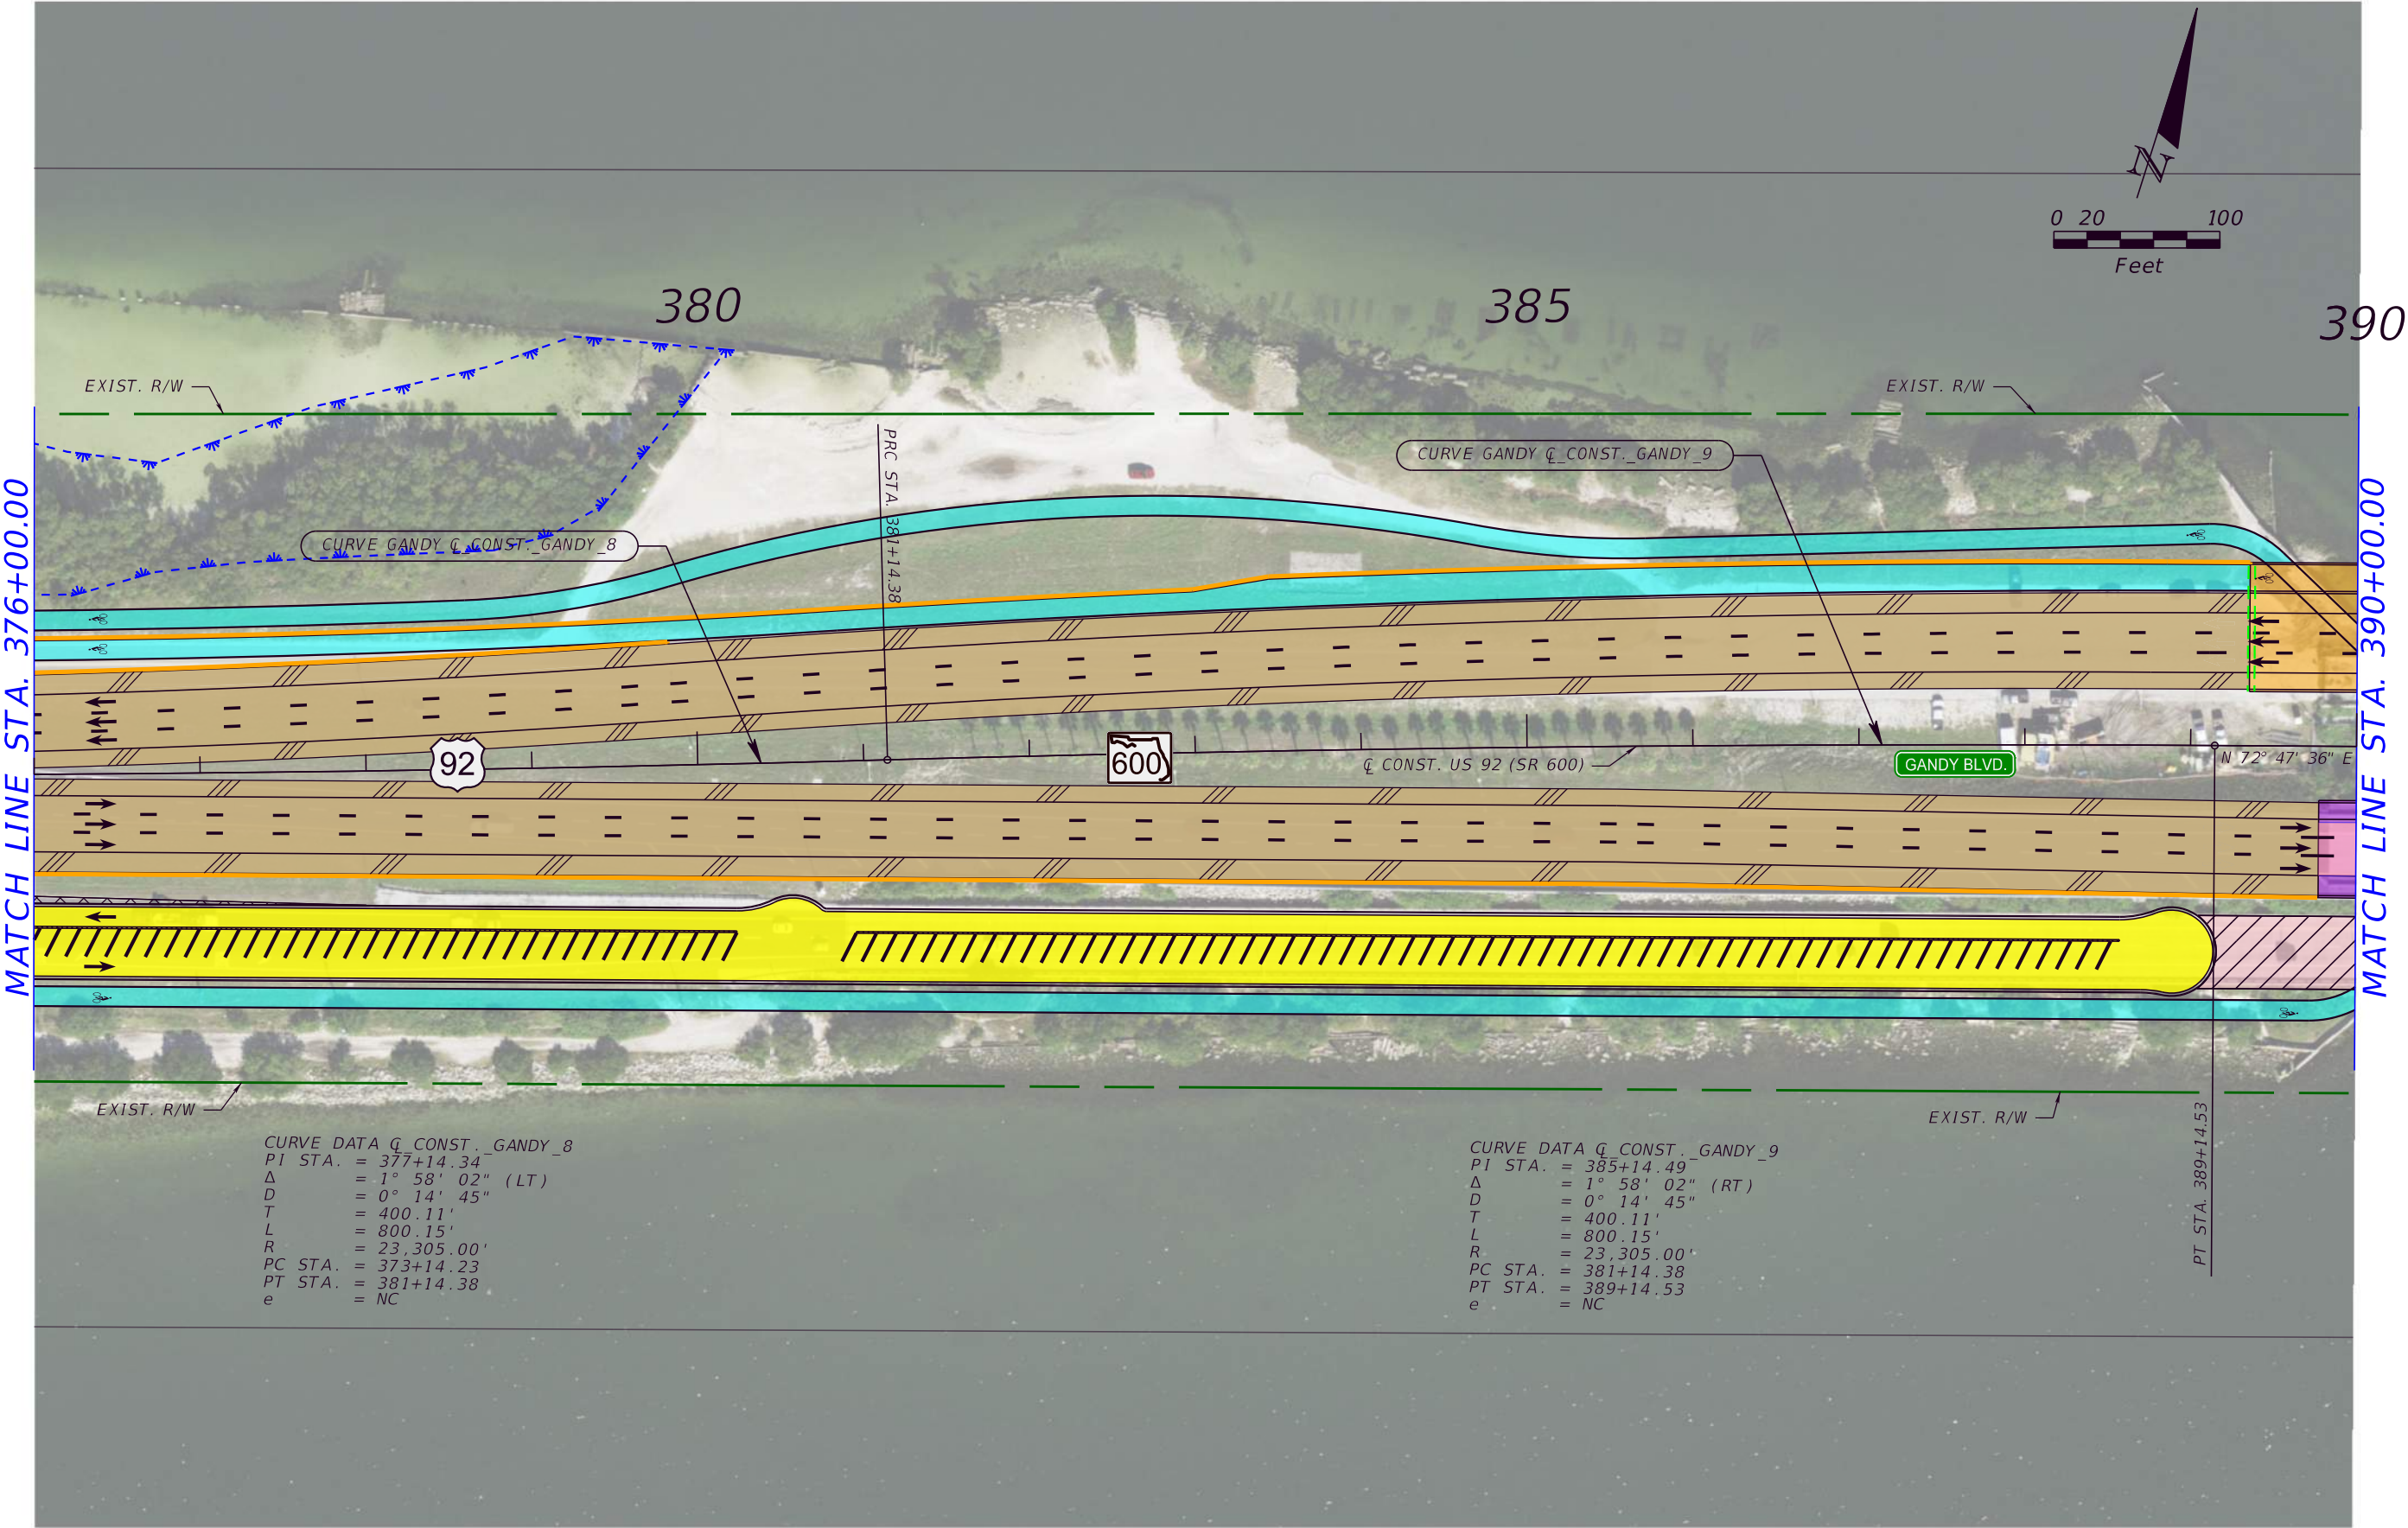 0 20 100
Feet
380
385
390
EXIST. R/W
EXIST. R/W
PRC STA. 381+14.38
CURVE GANDY ℄_CONST._GANDY_9
CURVE GANDY ℄_CONST._GANDY_8
MATCH LINE STA. 376+00.00
MATCH LINE STA. 390+00.00
92
600
℄ CONST. US 92 (SR 600)
GANDY BLVD.
N 72° 47' 36" E
EXIST. R/W
EXIST. R/W
PT STA. 389+14.53
CURVE DATA ℄_CONST._GANDY_8
PI STA. = 377+14.34
Δ = 1° 58' 02" (LT)
D = 0° 14' 45"
T = 400.11'
L = 800.15'
R = 23,305.00'
PC STA. = 373+14.23
PT STA. = 381+14.38
e = NC
CURVE DATA ℄_CONST._GANDY_9
PI STA. = 385+14.49
Δ = 1° 58' 02" (RT)
D = 0° 14' 45"
T = 400.11'
L = 800.15'
R = 23,305.00'
PC STA. = 381+14.38
PT STA. = 389+14.53
e = NC
N